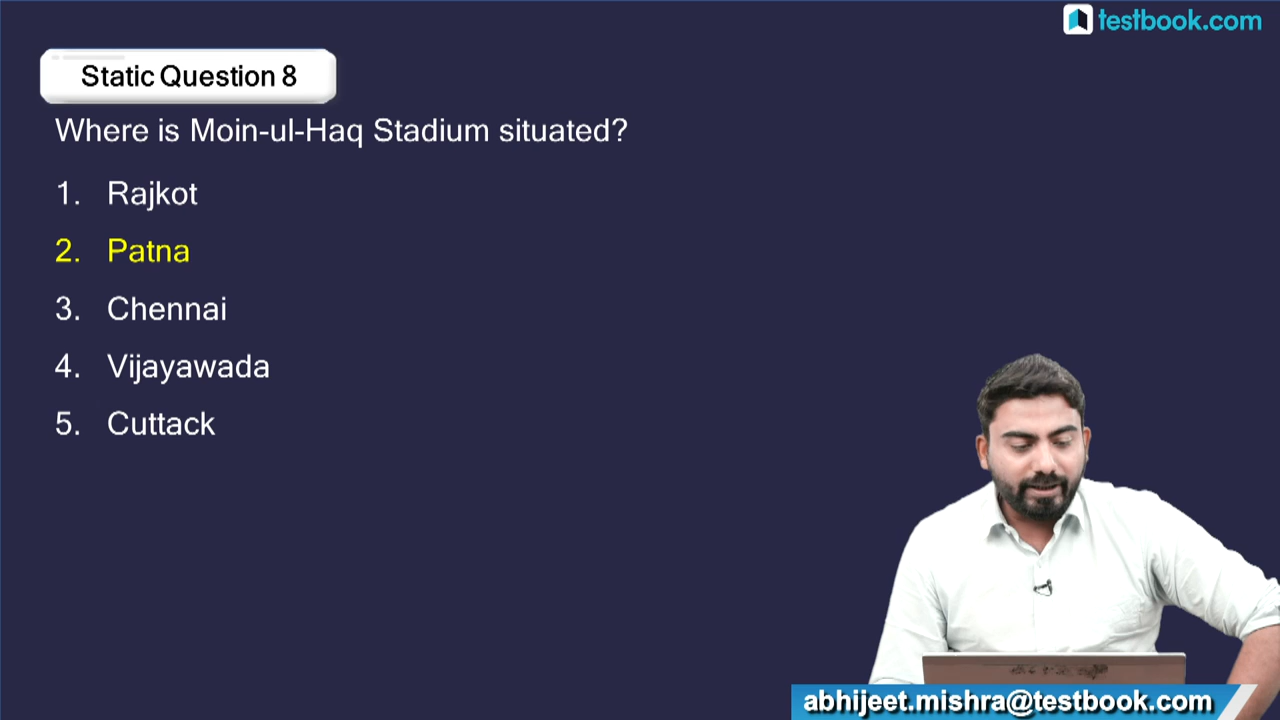 testbook.com
Static Question 8
Where is Moin-ul-Haq Stadium situated?
1. Rajkot
2. Patna
3. Chennai
4. Vijayawada
5. Cuttack
abhijeet.mishra@testbook.com